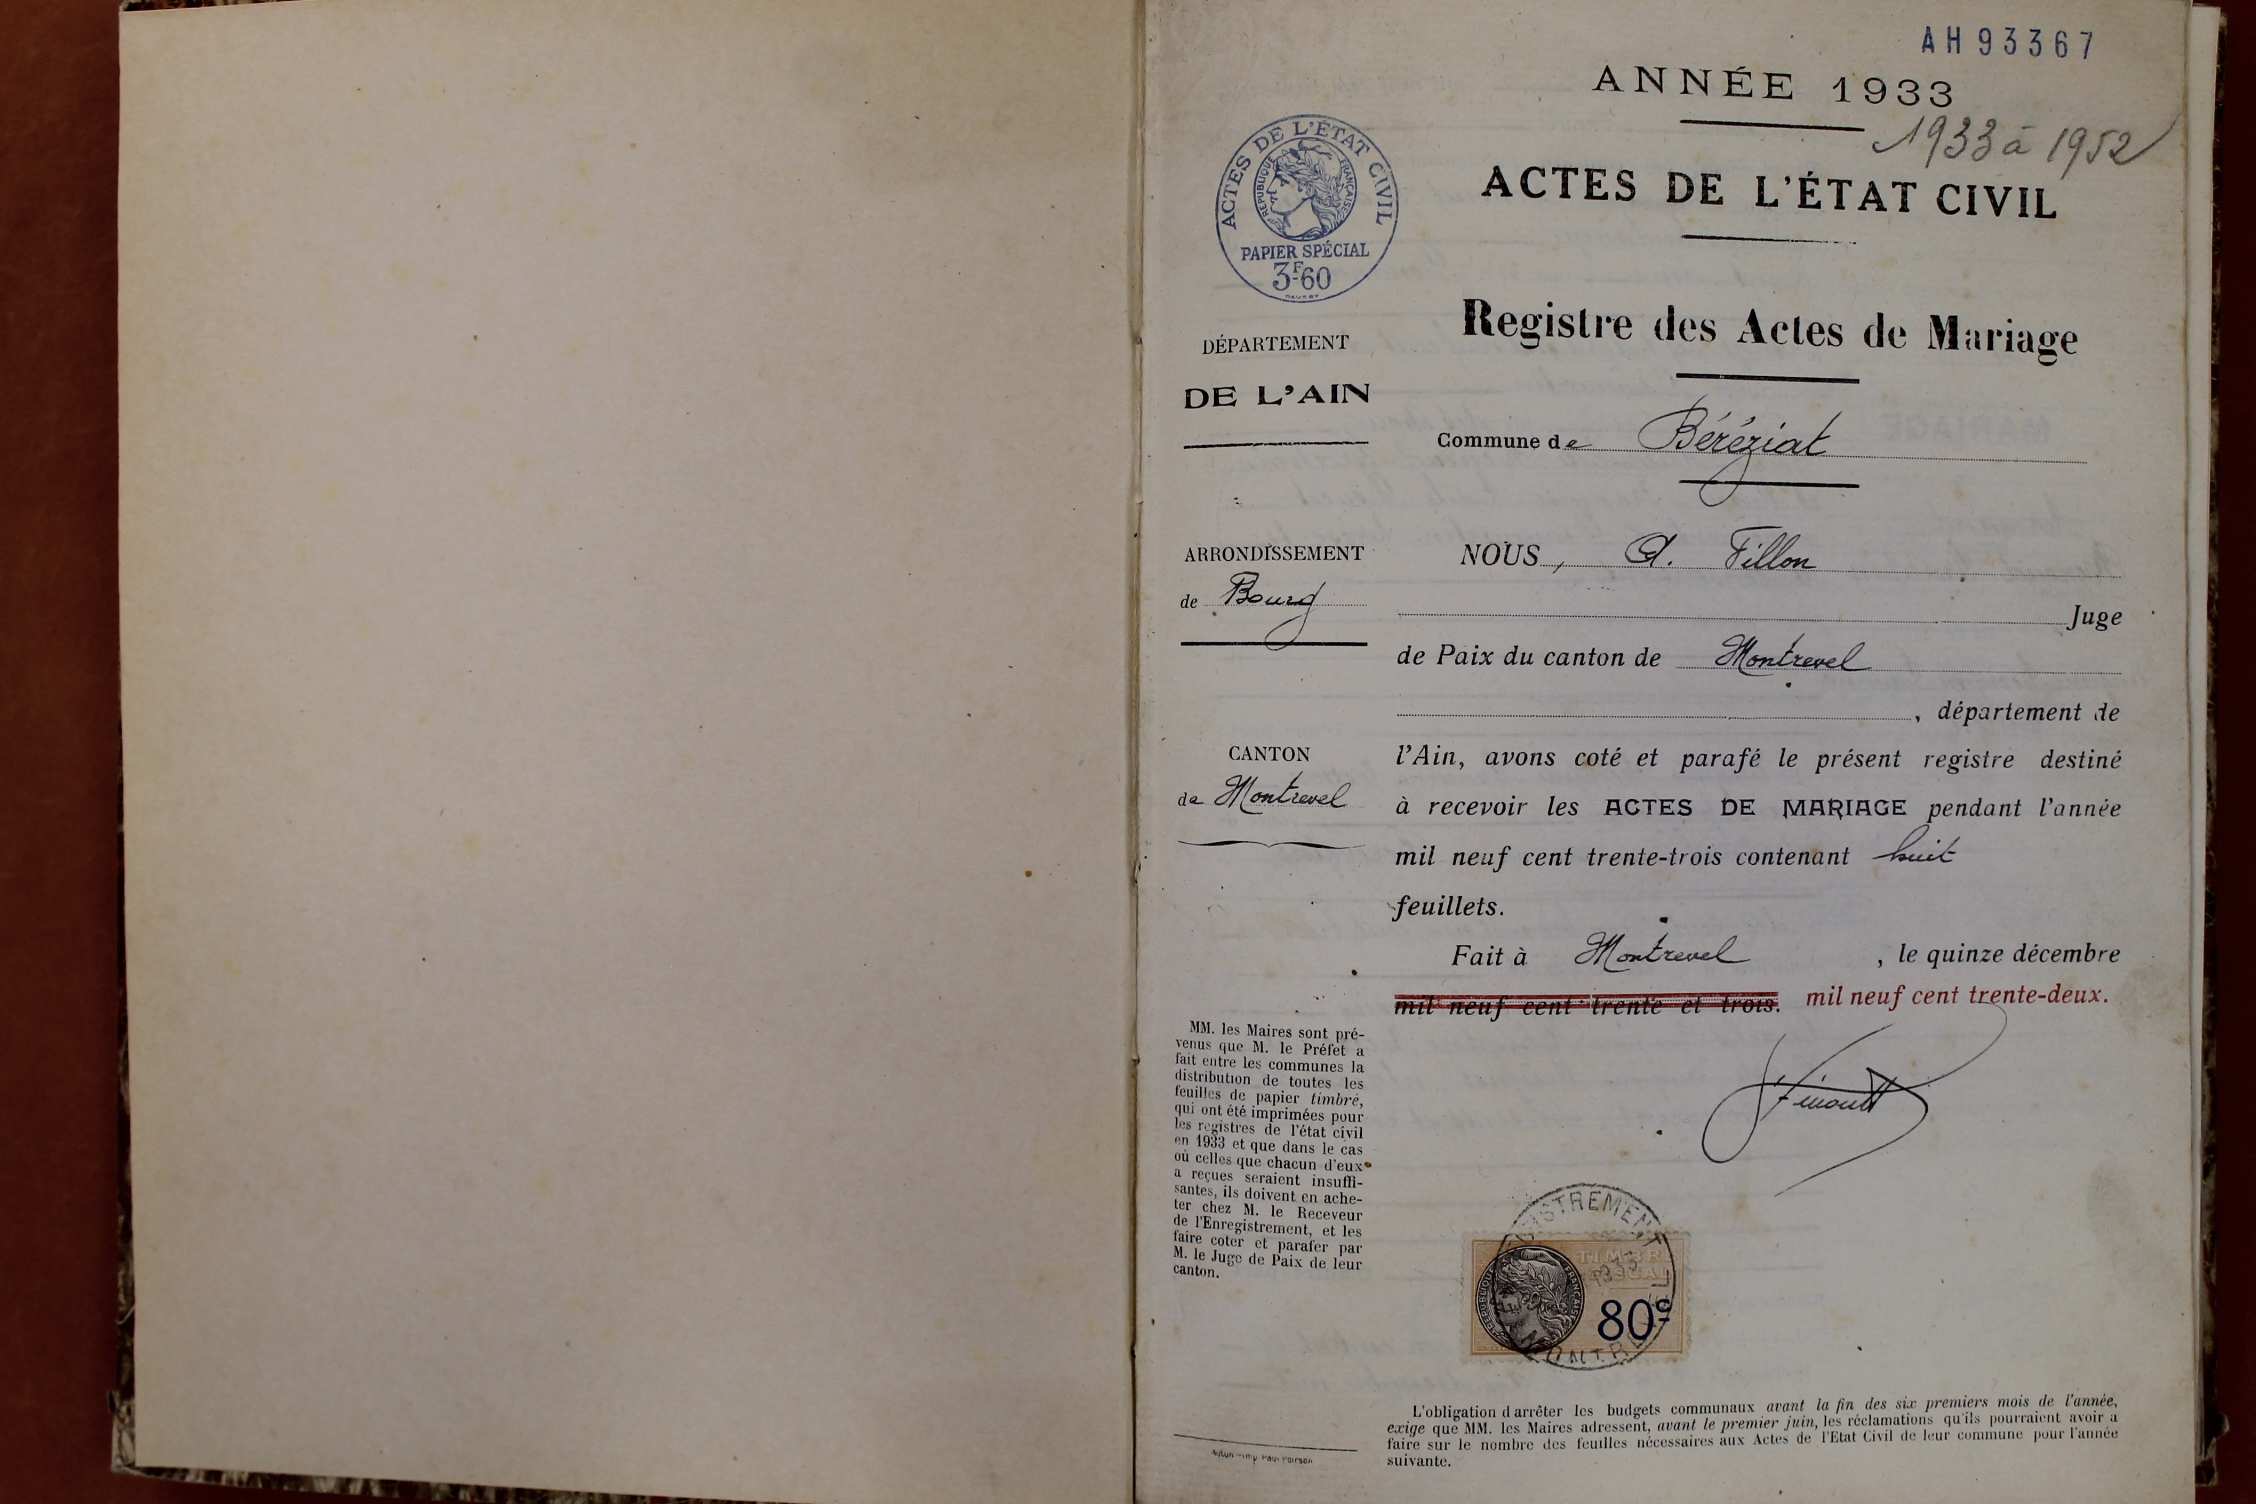 AH93367
ANNÉE 1933
1933 à 1952
ACTES DE L'ÉTAT CIVIL
RÉPUBLIQUE FRANÇAISE
PAPIER SPÉCIAL
3F-60
ACTES DE L'ÉTAT CIVIL
Registre des Actes de Mariage
DÉPARTEMENT
DE L'AIN
Commune de Béréziat
ARRONDISSEMENT
de Bourg
NOUS, A. Fillon
Juge
de Paix du canton de Montrevel
, département de
CANTON
de Montrevel
l'Ain, avons coté et parafé le présent registre destiné
à recevoir les ACTES DE MARIAGE pendant l'année
mil neuf cent trente-trois contenant huit
feuillets.
Fait à Montrevel , le quinze décembre
mil neuf cent trente et trois. mil neuf cent trente-deux.
MM. les Maires sont pré-
venus que M. le Préfet a
fait entre les communes la
distribution de toutes les
feuilles de papier timbré,
qui ont été imprimées pour
les registres de l'état civil
en 1933 et que dans le cas
où celles que chacun d'eux
a reçues seraient insuffi-
santes, ils doivent en ache-
ter chez M. le Receveur
de l'Enregistrement, et les
faire coter et parafer par
M. le Juge de Paix de leur
canton.
TIMBRE
FISCAL
RÉPUBLIQUE FRANÇAISE
80c
L'obligation d'arrêter les budgets communaux avant la fin des six premiers mois de l'année,
exige que MM. les Maires adressent, avant le premier juin, les réclamations qu'ils pourraient avoir a
faire sur le nombre des feuilles nécessaires aux Actes de l'Etat Civil de leur commune pour l'année
suivante.